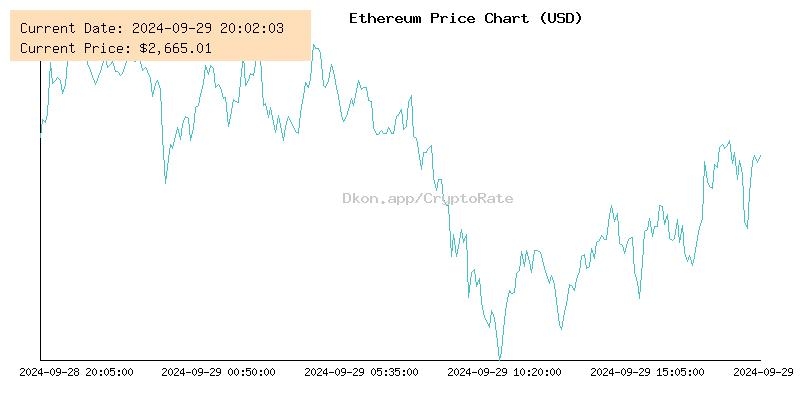 Ethereum Price Chart (USD)
Current Date: 2024-09-29 20:02:03
Current Price: $2,665.01
Dkon.app/CryptoRate
2024-09-28 20:05:00 2024-09-29 00:50:00 2024-09-29 05:35:00 2024-09-29 10:20:00 2024-09-29 15:05:00 2024-09-29